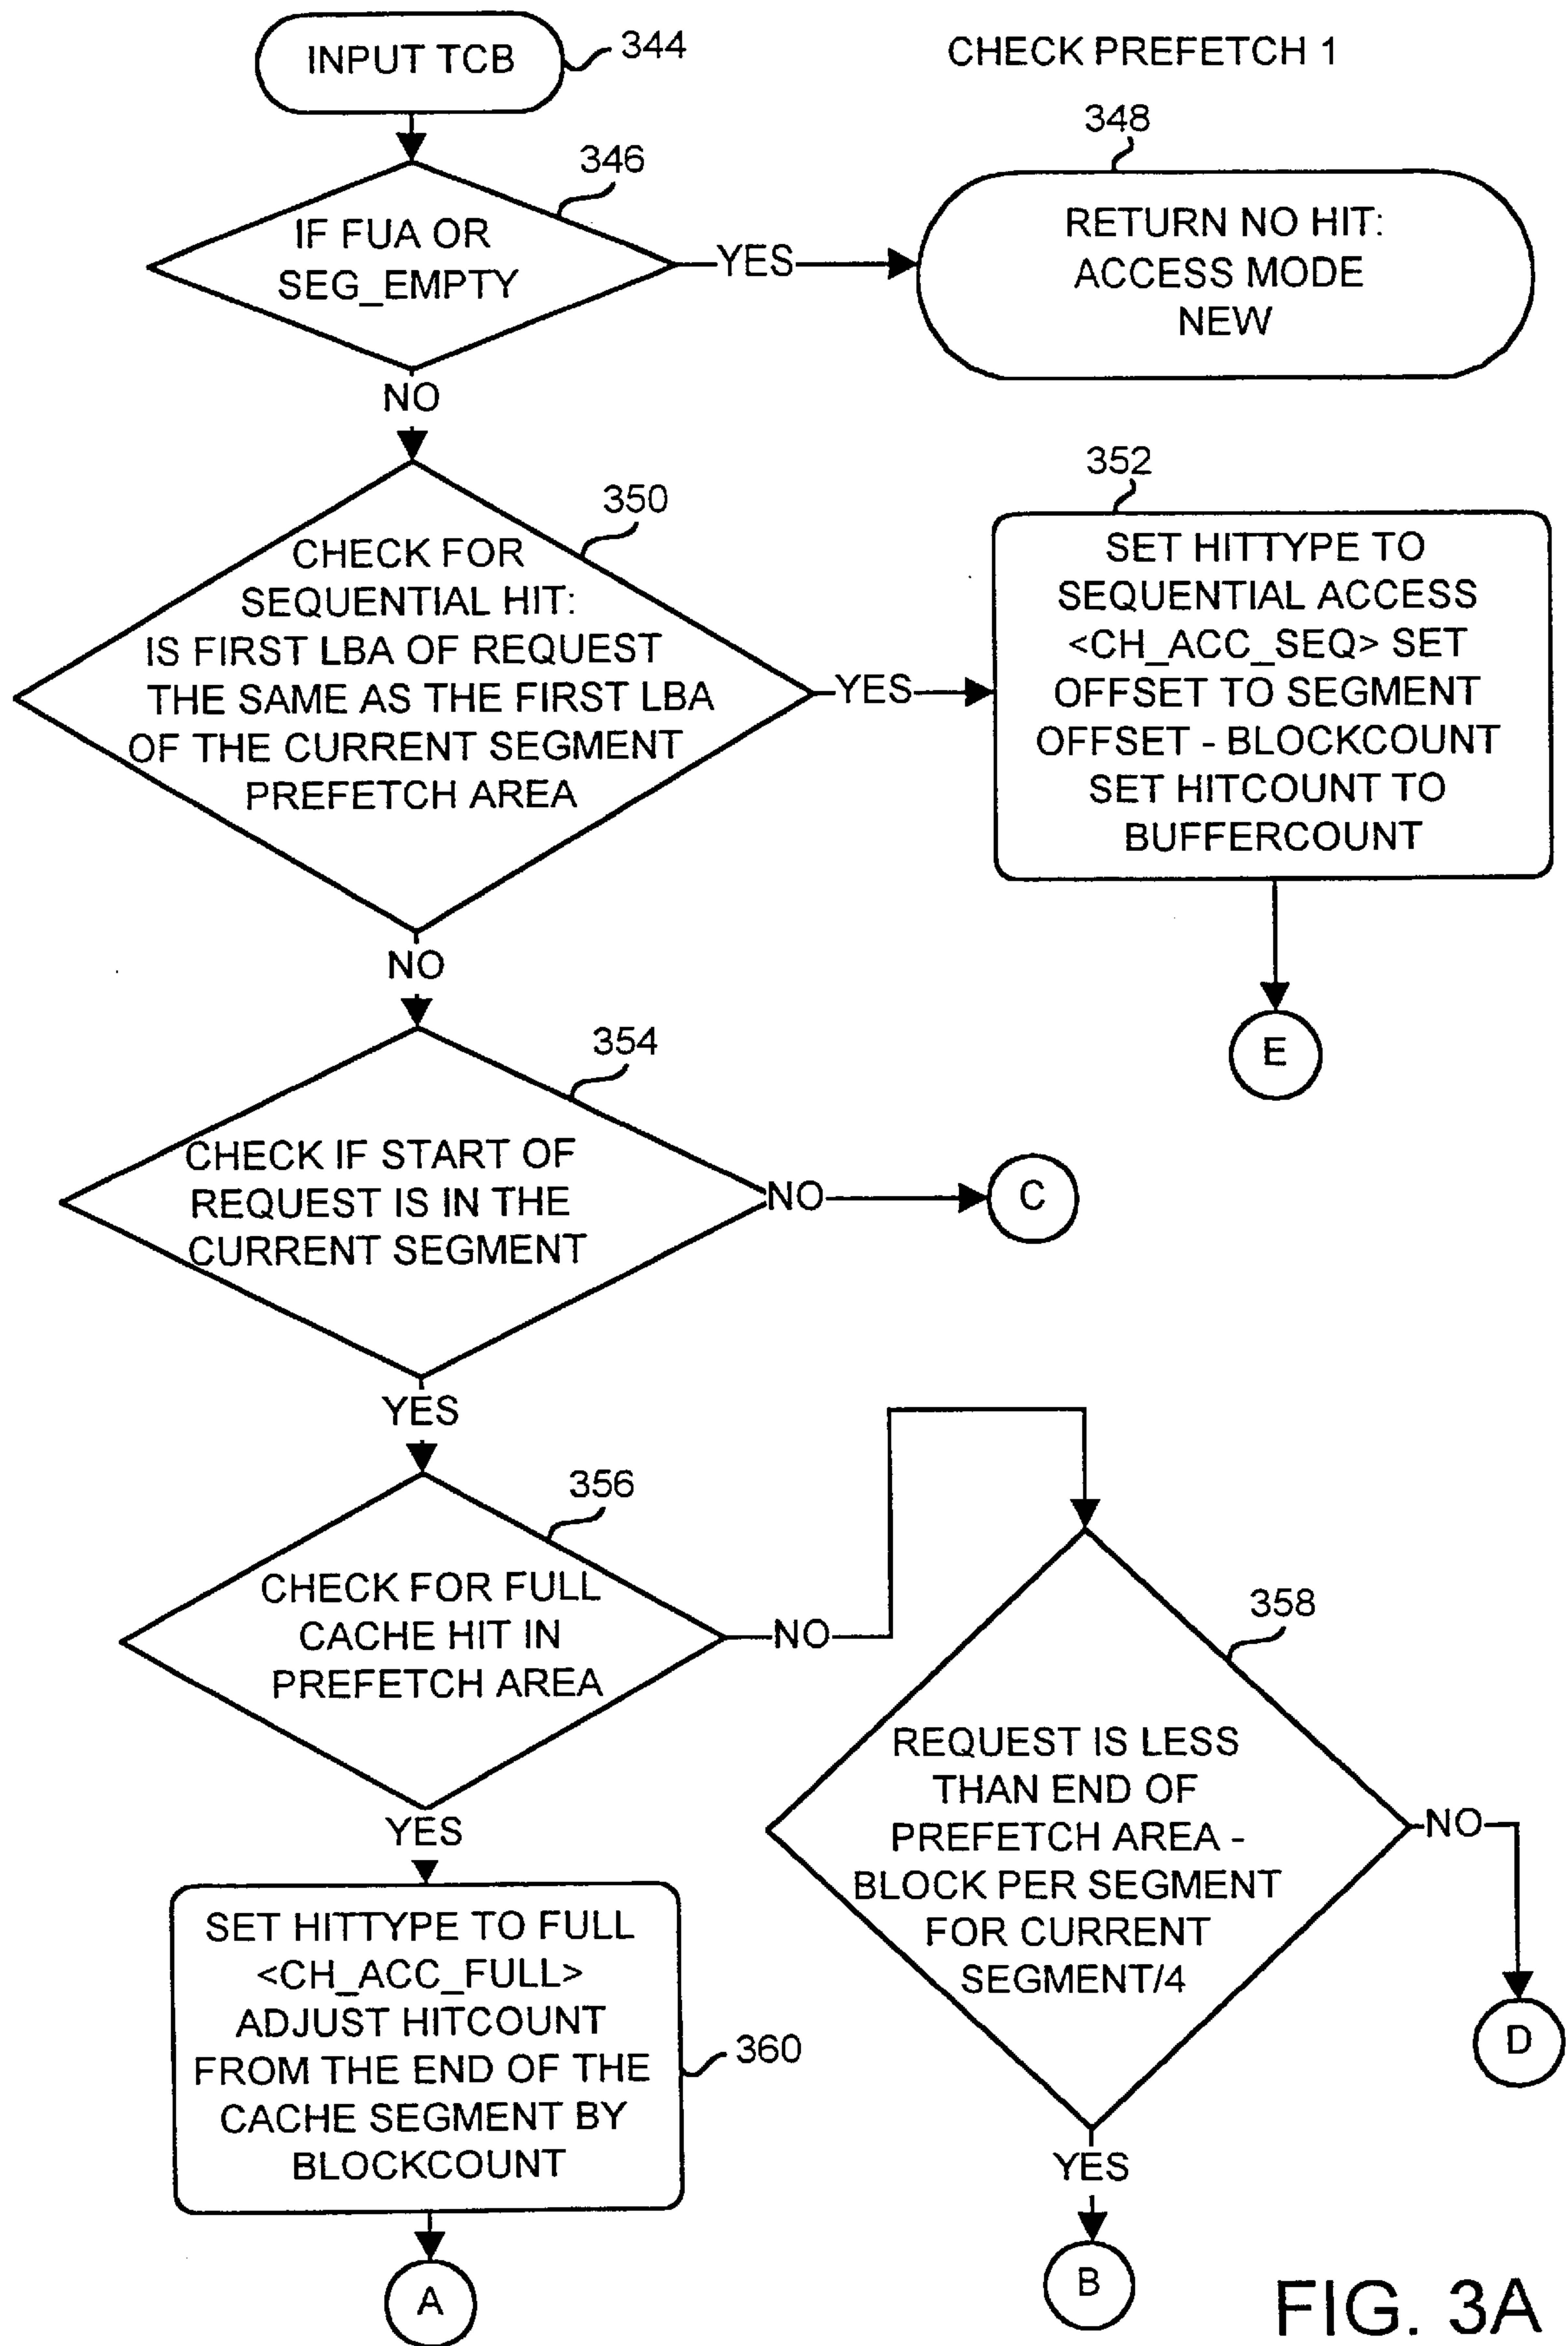 INPUT TCB
344
CHECK PREFETCH 1
346
IF FUA OR
SEG_EMPTY
YES
348
RETURN NO HIT:
ACCESS MODE
NEW
NO
350
CHECK FOR
SEQUENTIAL HIT:
IS FIRST LBA OF REQUEST
THE SAME AS THE FIRST LBA
OF THE CURRENT SEGMENT
PREFETCH AREA
YES
352
SET HITTYPE TO
SEQUENTIAL ACCESS
<CH_ACC_SEQ> SET
OFFSET TO SEGMENT
OFFSET - BLOCKCOUNT
SET HITCOUNT TO
BUFFERCOUNT
E
NO
354
CHECK IF START OF
REQUEST IS IN THE
CURRENT SEGMENT
NO
C
YES
356
CHECK FOR FULL
CACHE HIT IN
PREFETCH AREA
NO
358
REQUEST IS LESS
THAN END OF
PREFETCH AREA -
BLOCK PER SEGMENT
FOR CURRENT
SEGMENT/4
NO
D
YES
B
YES
SET HITTYPE TO FULL
<CH_ACC_FULL>
ADJUST HITCOUNT
FROM THE END OF THE
CACHE SEGMENT BY
BLOCKCOUNT
360
A
FIG. 3A